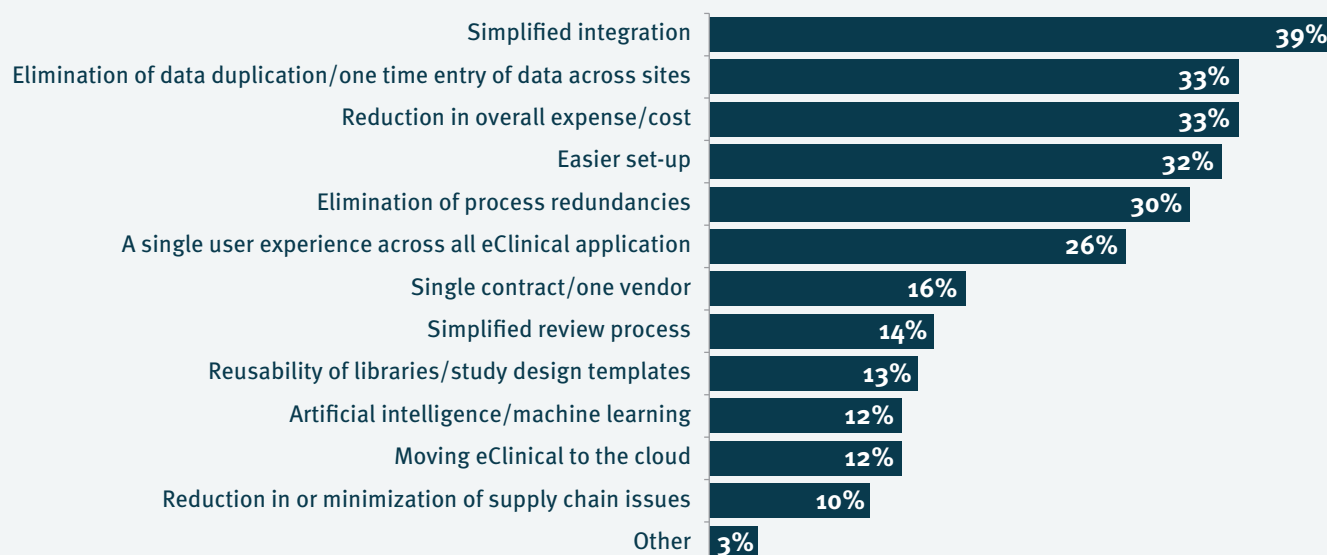 Simplified integration 39%
Elimination of data duplication/one time entry of data across sites 33%
Reduction in overall expense/cost 33%
Easier set-up 32%
Elimination of process redundancies 30%
A single user experience across all eClinical application 26%
Single contract/one vendor 16%
Simplified review process 14%
Reusability of libraries/study design templates 13%
Artificial intelligence/machine learning 12%
Moving eClinical to the cloud 12%
Reduction in or minimization of supply chain issues 10%
Other 3%